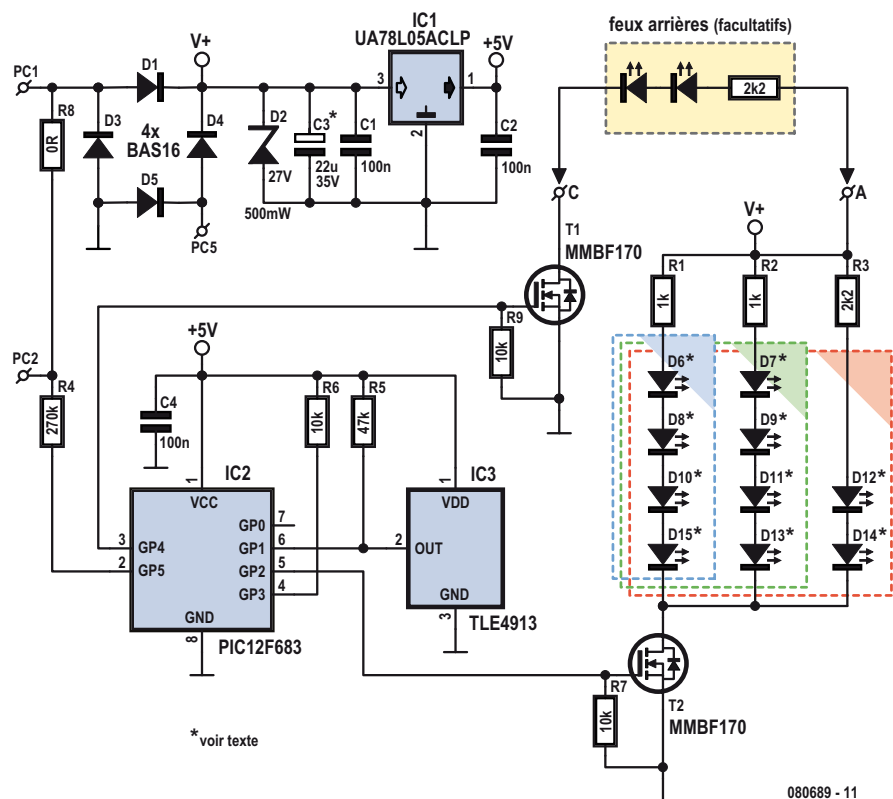 IC1
UA78L05ACLP
feux arrières (facultatifs)
V+
+5V
PC1
D1
3
1
2
2k2
R8
0R
D3
D4
4x
BAS16
D5
PC5
D2
27V
500mW
C3*
22u
35V
C1
100n
C2
100n
C
A
T1
MMBF170
V+
R1
1k
R2
1k
R3
2k2
R9
10k
+5V
PC2
R4
270k
C4
100n
R6
10k
R5
47k
D6*
D7*
D8*
D9*
D10*
D11*
D12*
D15*
D13*
D14*
IC2
1
VCC
GP0
7
3
GP4
GP1
6
2
GP5
GP2
5
GP3
4
GND
8
PIC12F683
IC3
1
VDD
2
OUT
GND
3
TLE4913
R7
10k
T2
MMBF170
*voir texte
080689 - 11